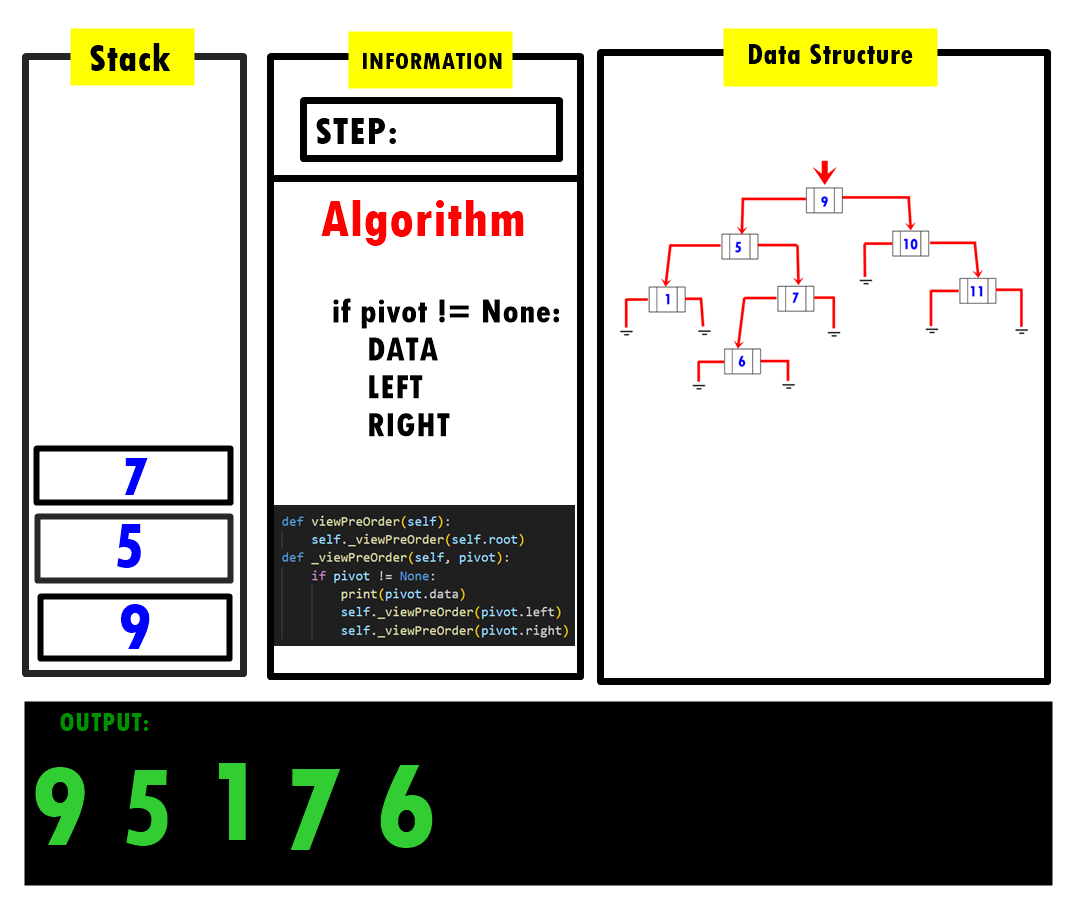 Stack
7
5
9
INFORMATION
STEP:
Algorithm
if pivot != None:
DATA
LEFT
RIGHT
def viewPreOrder(self):
self._viewPreOrder(self.root)
def _viewPreOrder(self, pivot):
if pivot != None:
print(pivot.data)
self._viewPreOrder(pivot.left)
self._viewPreOrder(pivot.right)
Data Structure
9
5
10
1
7
11
6
OUTPUT:
9 5 1 7 6